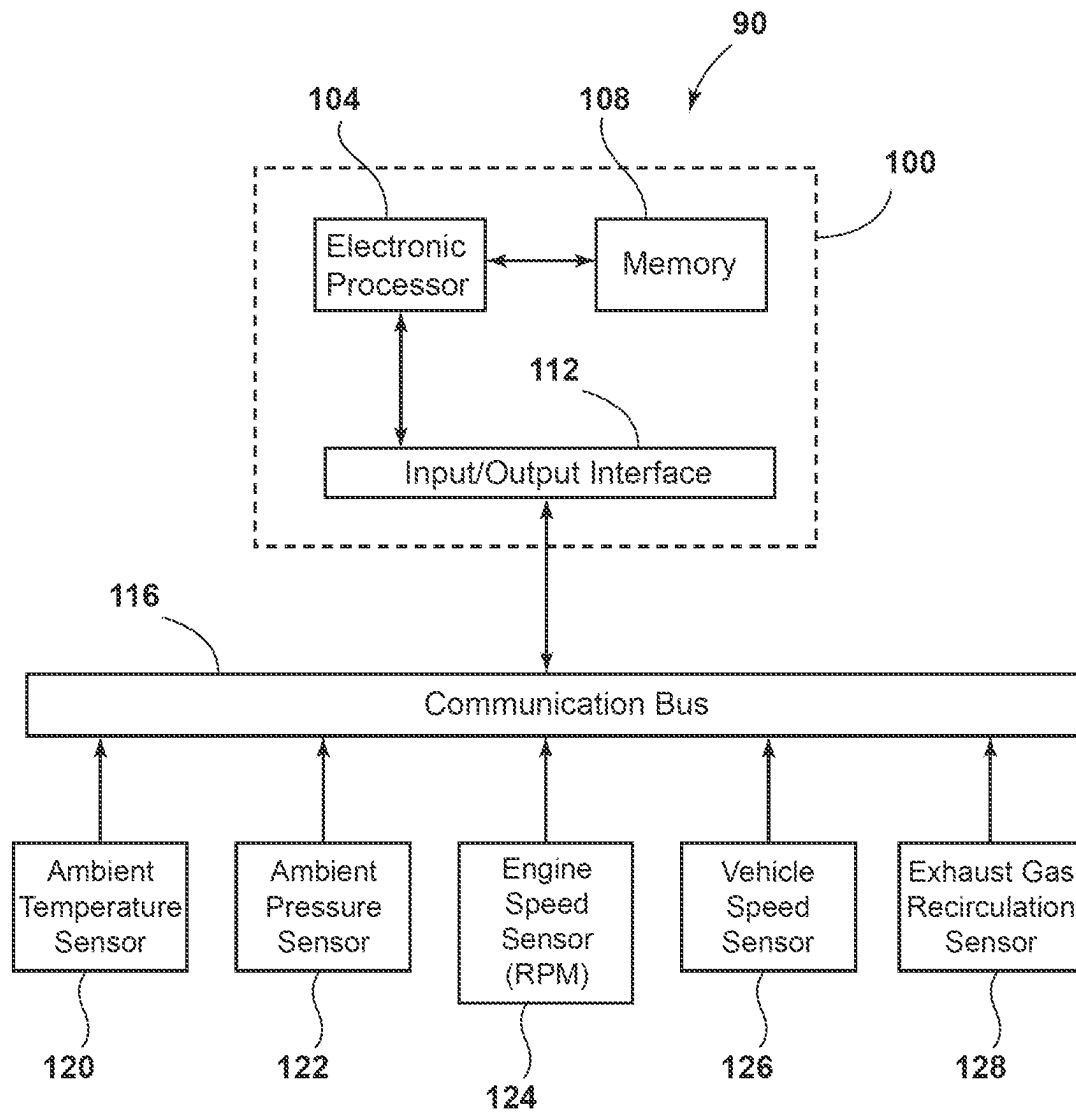 90
104
108
100
Electronic
Processor
Memory
112
Input/Output Interface
116
Communication Bus
Ambient
Temperature
Sensor
Ambient
Pressure
Sensor
Engine
Speed
Sensor
(RPM)
Vehicle
Speed
Sensor
Exhaust Gas
Recirculation
Sensor
120
122
124
126
128